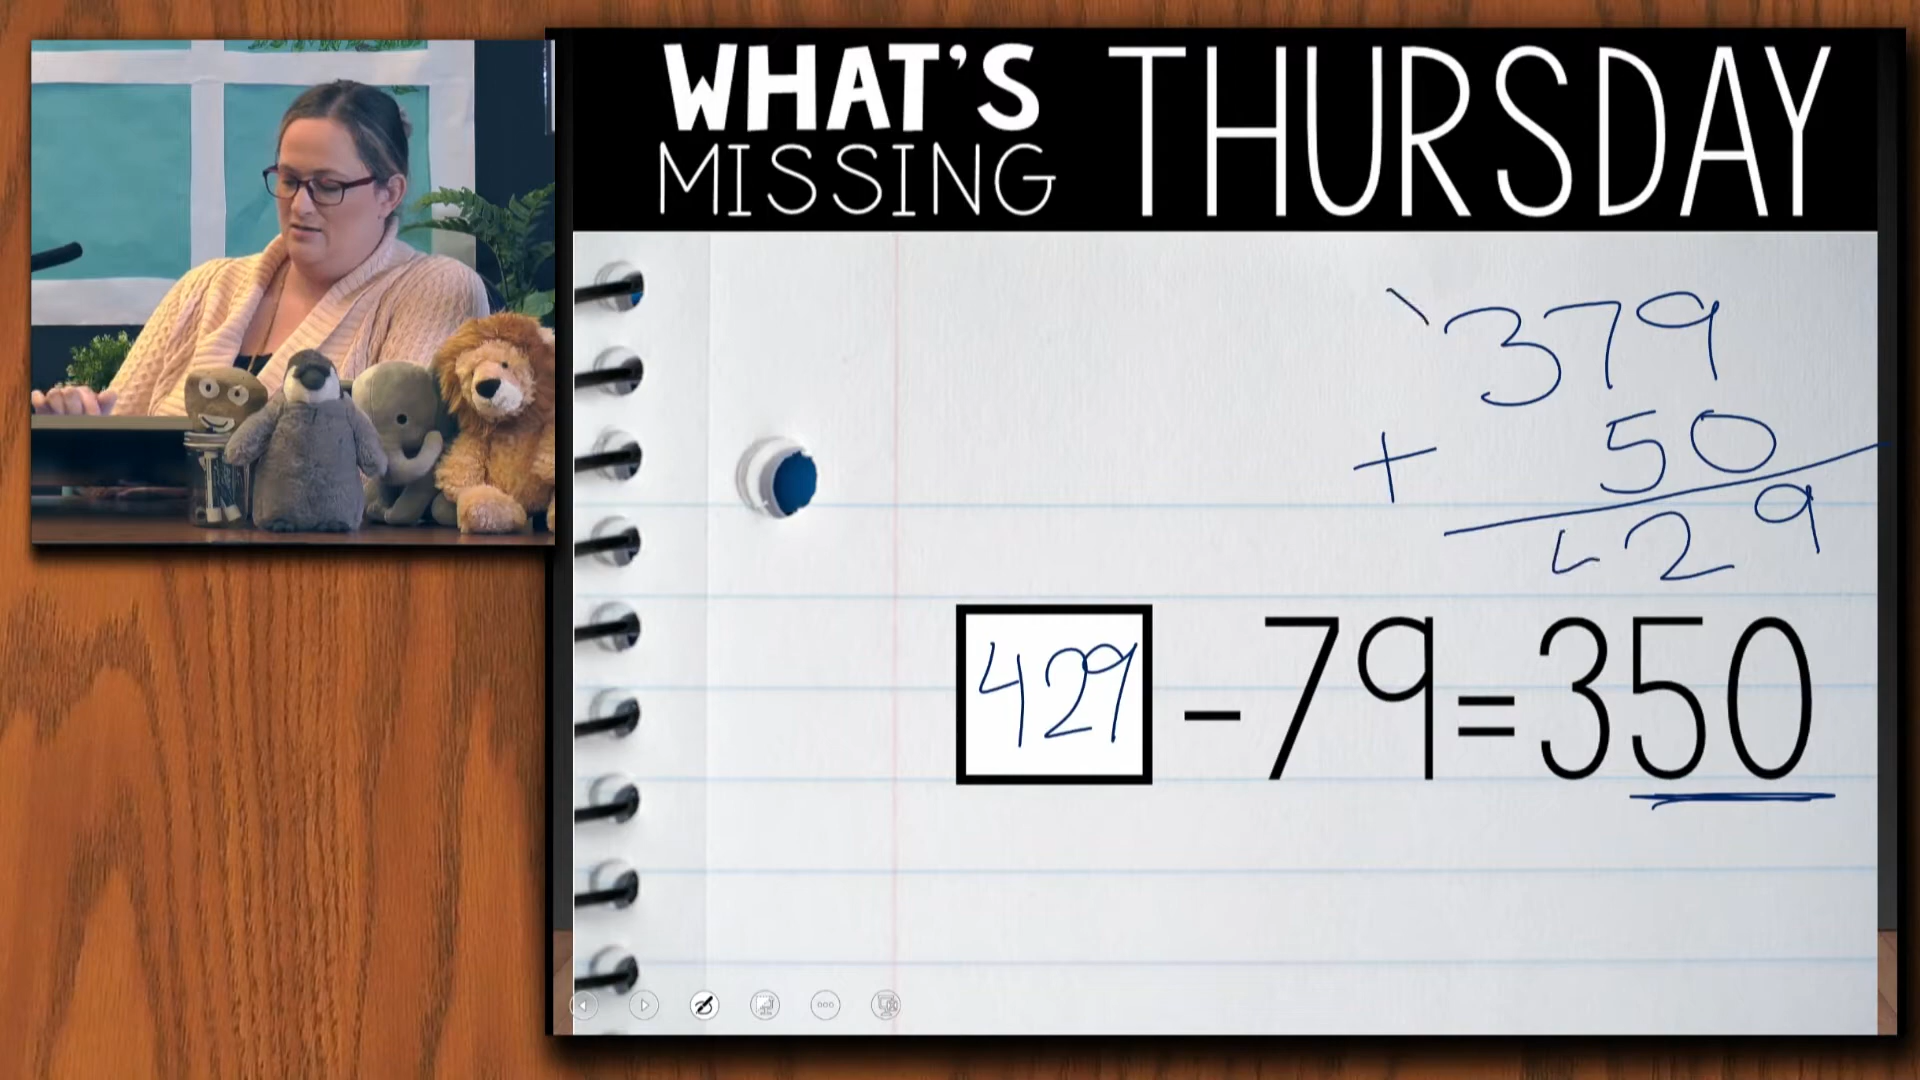 WHAT'S
MISSING
THURSDAY
379
+ 50
429
429 - 79 = 350